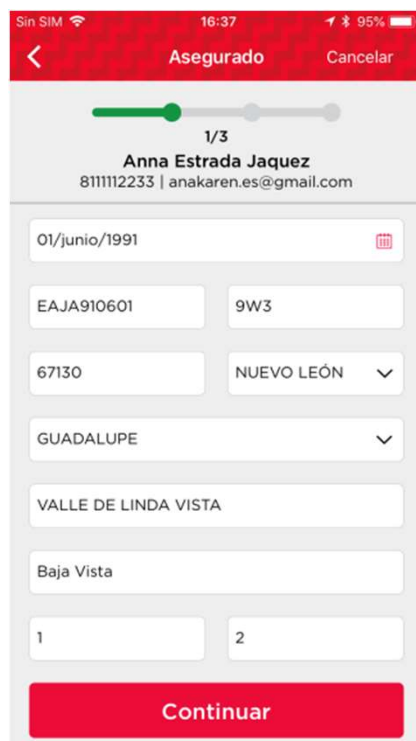 Sin SIM 16:37 95%
Asegurado Cancelar
1/3
Anna Estrada Jaquez
8111112233 | anakaren.es@gmail.com
01/junio/1991
EAJA910601 9W3
67130 NUEVO LEÓN
GUADALUPE
VALLE DE LINDA VISTA
Baja Vista
1 2
Continuar